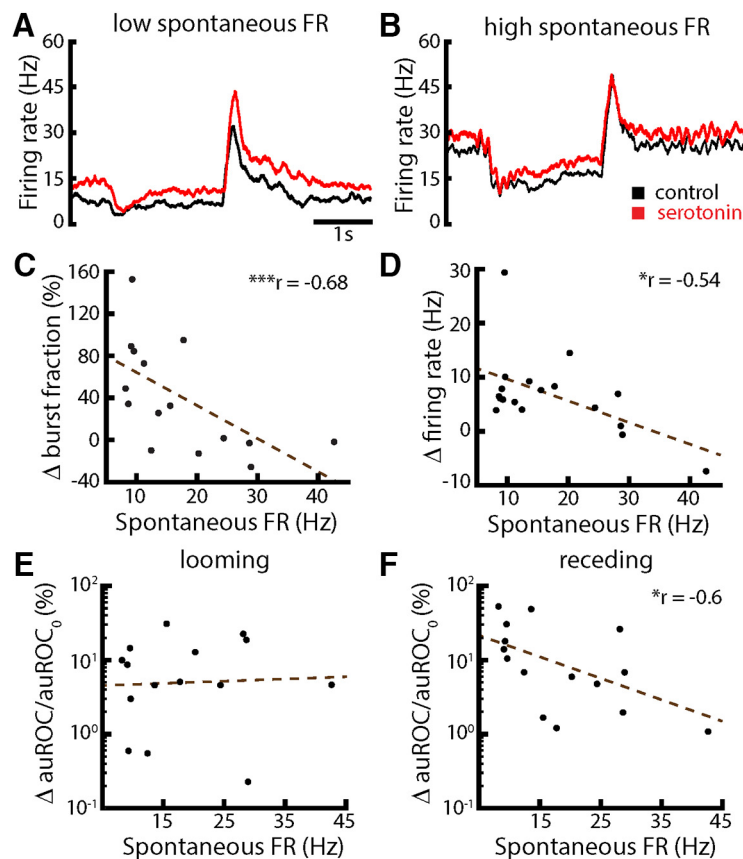 A
low spontaneous FR
Firing rate (Hz)
60
45
30
15
0
1s
B
high spontaneous FR
Firing rate (Hz)
60
45
30
15
0
control
serotonin
C
Δ burst fraction (%)
160
120
80
40
0
-40
***r = -0.68
10 20 30 40
Spontaneous FR (Hz)
D
Δ firing rate (Hz)
30
20
10
0
-10
*r = -0.54
10 20 30 40
Spontaneous FR (Hz)
E
looming
Δ auROC/auROC₀ (%)
10²
10¹
10⁰
10⁻¹
15 25 35 45
Spontaneous FR (Hz)
F
receding
Δ auROC/auROC₀ (%)
10²
10¹
10⁰
10⁻¹
*r = -0.6
15 25 35 45
Spontaneous FR (Hz)